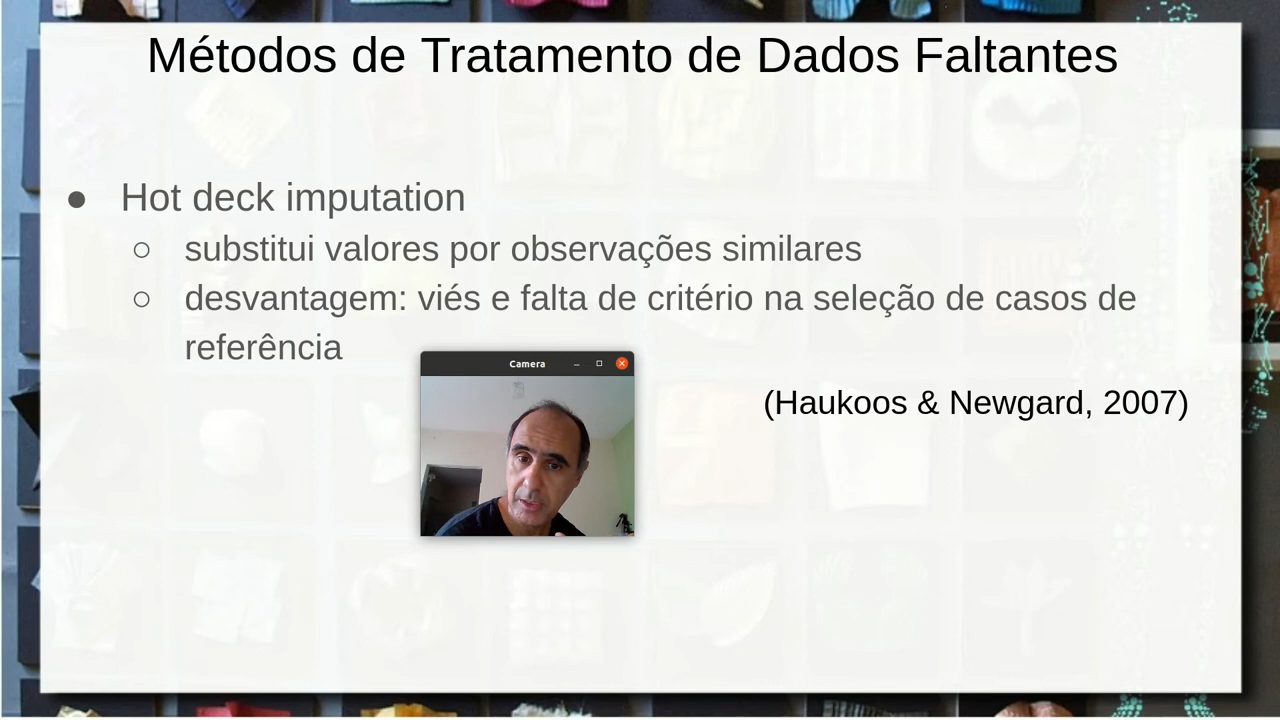 Métodos de Tratamento de Dados Faltantes
● Hot deck imputation
○ substitui valores por observações similares
○ desvantagem: viés e falta de critério na seleção de casos de
referência
Camera
(Haukoos & Newgard, 2007)